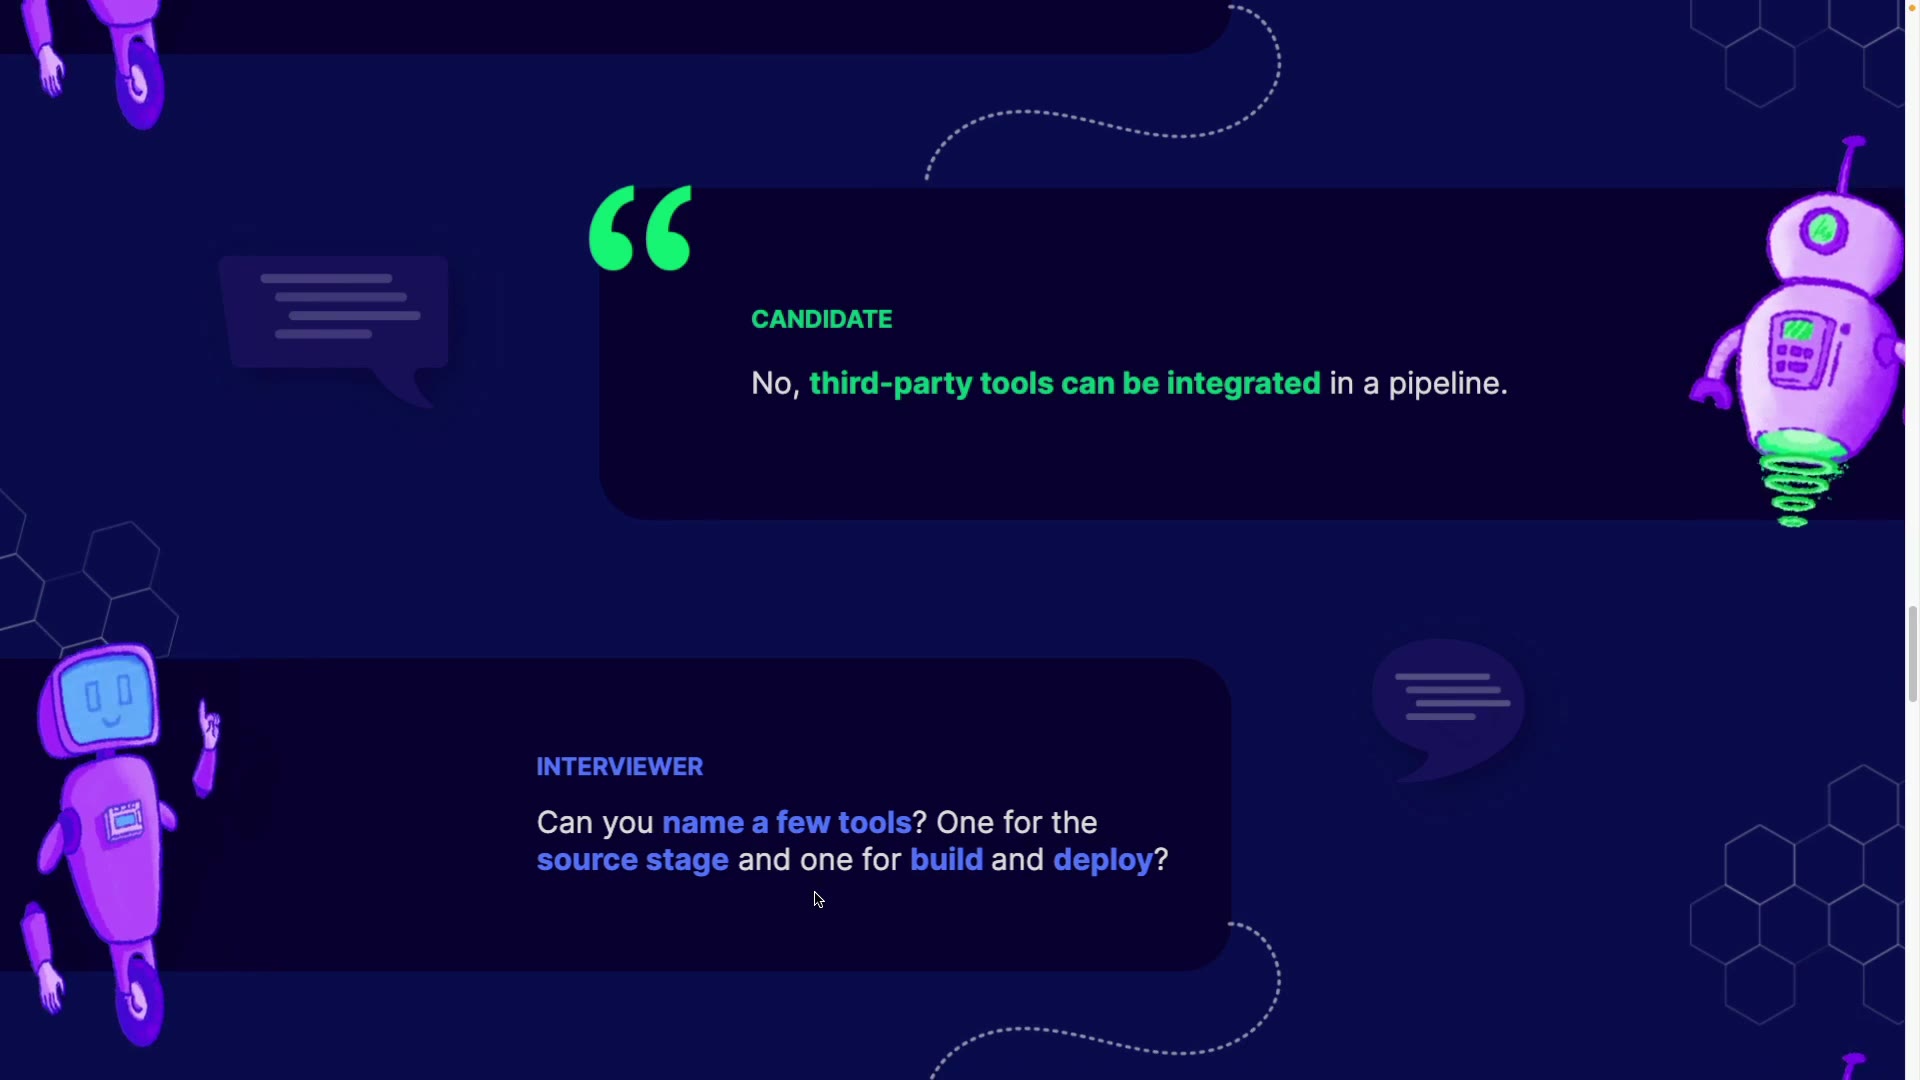 “
CANDIDATE
No, third-party tools can be integrated in a pipeline.
INTERVIEWER
Can you name a few tools? One for the
source stage and one for build and deploy?